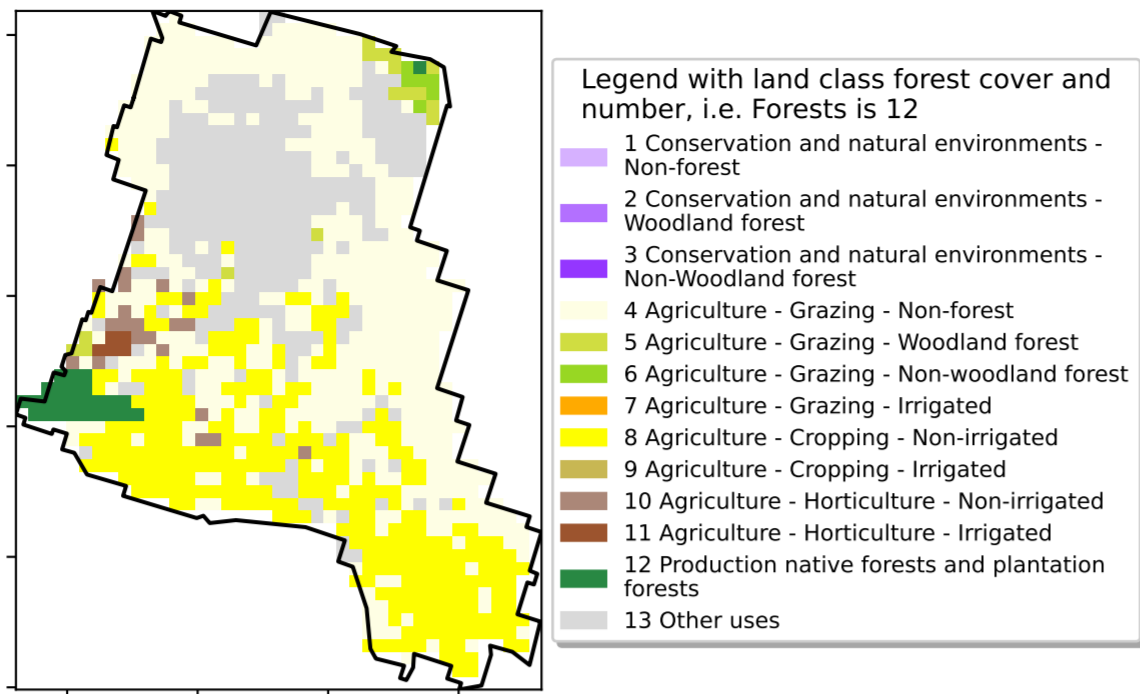 Legend with land class forest cover and
number, i.e. Forests is 12
1 Conservation and natural environments -
Non-forest
2 Conservation and natural environments -
Woodland forest
3 Conservation and natural environments -
Non-Woodland forest
4 Agriculture - Grazing - Non-forest
5 Agriculture - Grazing - Woodland forest
6 Agriculture - Grazing - Non-woodland forest
7 Agriculture - Grazing - Irrigated
8 Agriculture - Cropping - Non-irrigated
9 Agriculture - Cropping - Irrigated
10 Agriculture - Horticulture - Non-irrigated
11 Agriculture - Horticulture - Irrigated
12 Production native forests and plantation
forests
13 Other uses